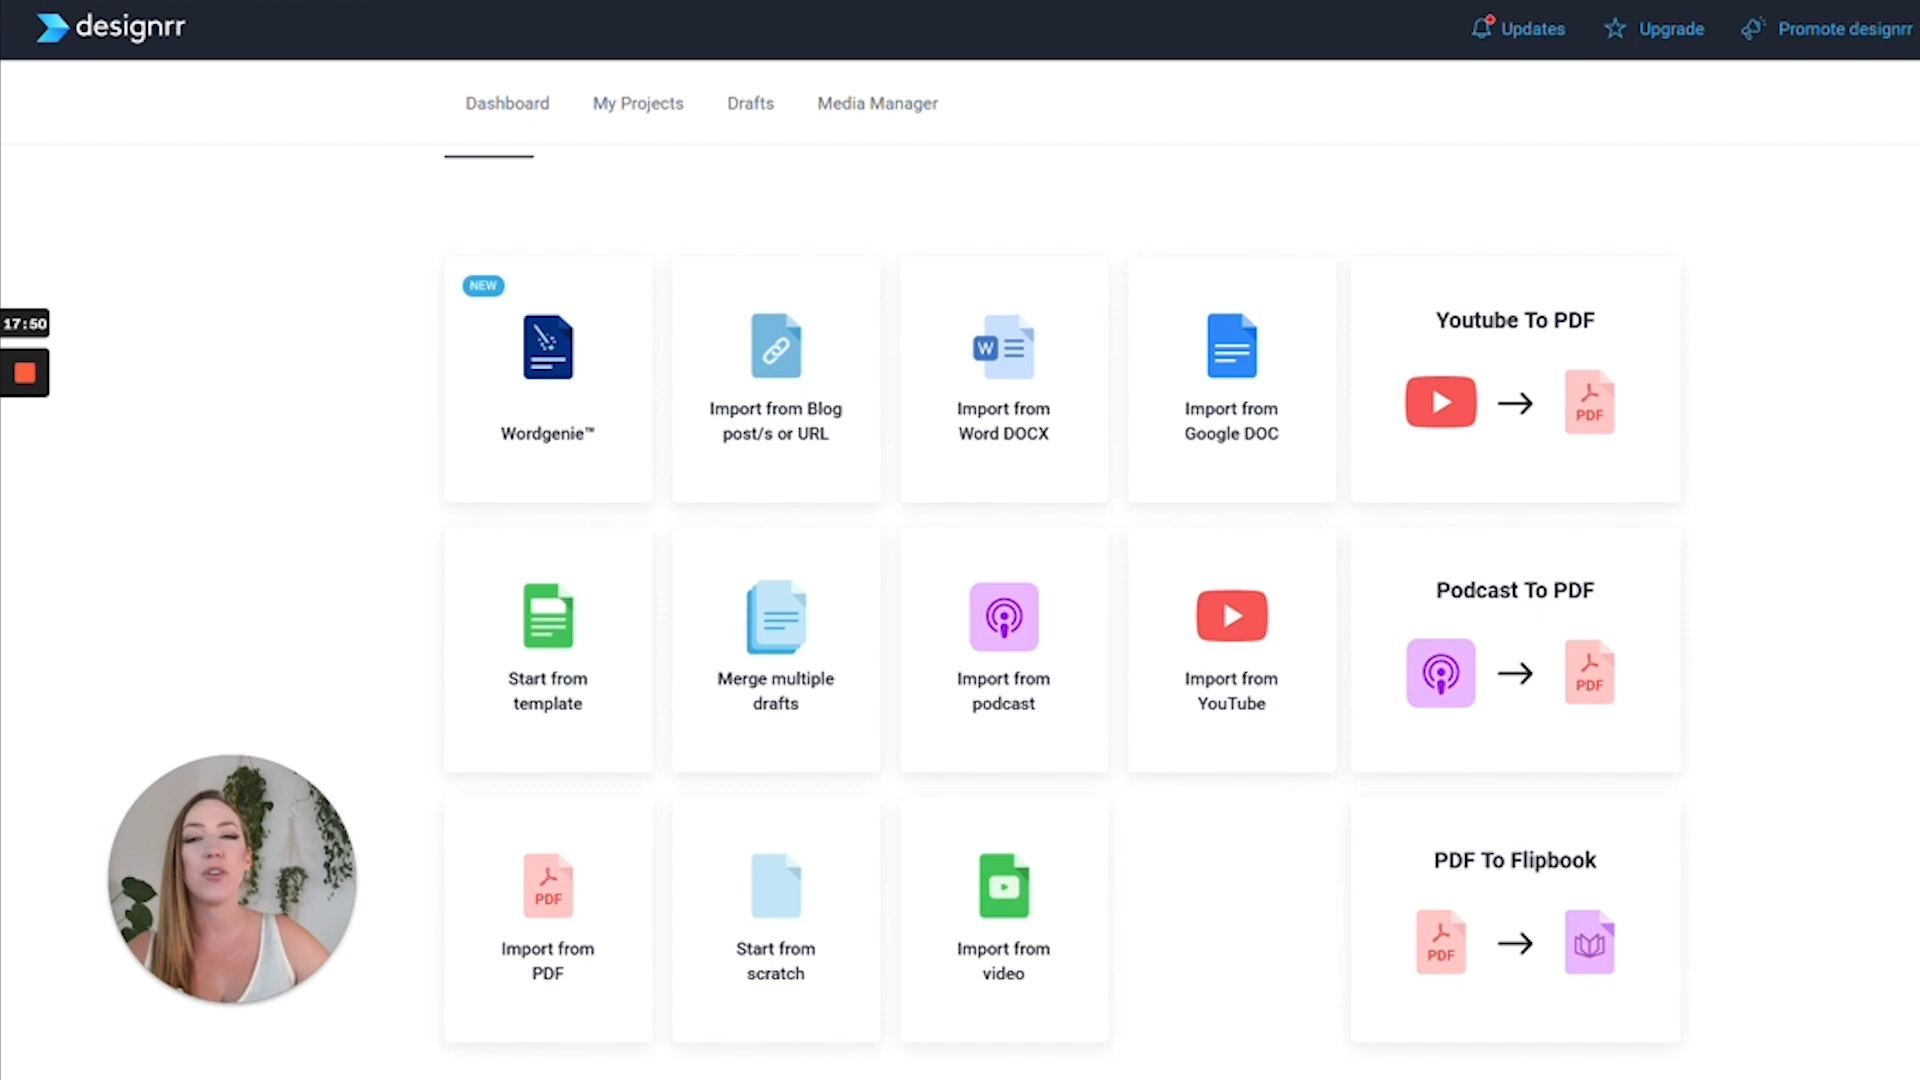 designrr
Updates
Upgrade
Promote designrr
Dashboard
My Projects
Drafts
Media Manager
17:50
NEW
Wordgenie™
Import from Blog
post/s or URL
W
Import from
Word DOCX
Import from
Google DOC
Youtube To PDF
PDF
Start from
template
Merge multiple
drafts
Import from
podcast
Import from
YouTube
Podcast To PDF
PDF
PDF
Import from
PDF
Start from
scratch
Import from
video
PDF To Flipbook
PDF